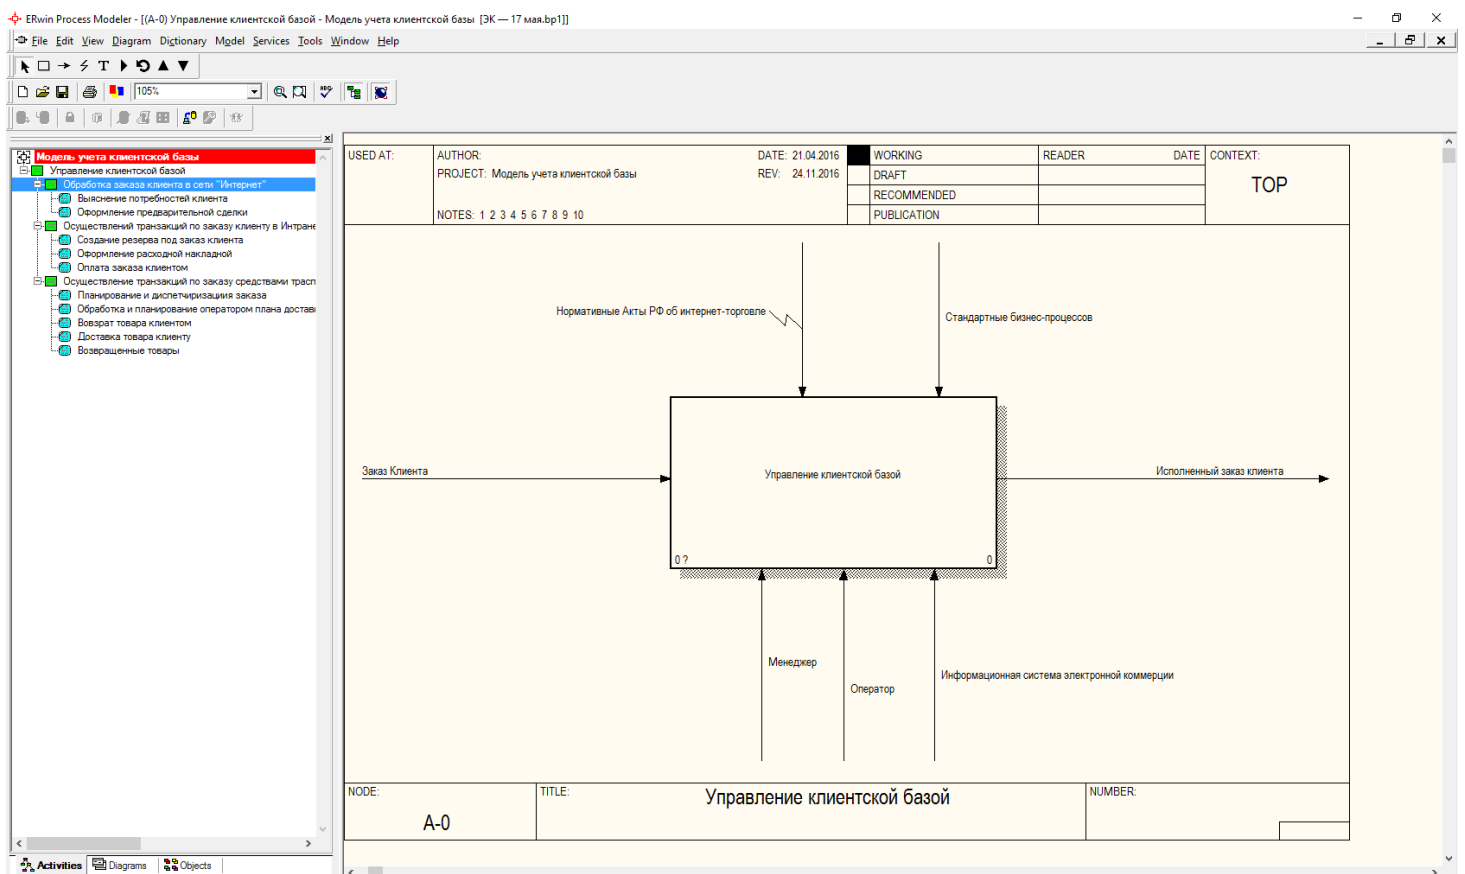 ERwin Process Modeler - [(A-0) Управление клиентской базой - Модель учета клиентской базы  [ЭК — 17 мая.bp1]]
File Edit View Diagram Dictionary Model Services Tools Window Help
105%
Модель учета клиентской базы
Управление клиентской базой
Обработка заказа клиента в сети "Интернет"
Выяснение потребностей клиента
Оформление предварительной сделки
Осуществлений транзакций по заказу клиенту в Интране
Создание резерва под заказ клиента
Оформление расходной накладной
Оплата заказа клиентом
Осуществление транзакций по заказу средствами трасп
Планирование и диспетчиризация заказа
Обработка и планирование оператором плана достав
Вовзрат товара клиентом
Доставка товара клиенту
Возвращенные товары
Activities Diagrams Objects
USED AT: AUTHOR: DATE: 21.04.2016 WORKING READER DATE CONTEXT:
PROJECT: Модель учета клиентской базы REV: 24.11.2016 DRAFT
TOP
RECOMMENDED
NOTES: 1 2 3 4 5 6 7 8 9 10 PUBLICATION
Нормативные Акты РФ об интернет-торговле
Стандартные бизнес-процессов
Заказ Клиента
Управление клиентской базой
Исполненный заказ клиента
0 ? 0
Менеджер
Информационная система электронной коммерции
Оператор
NODE: TITLE: NUMBER:
Управление клиентской базой
A-0